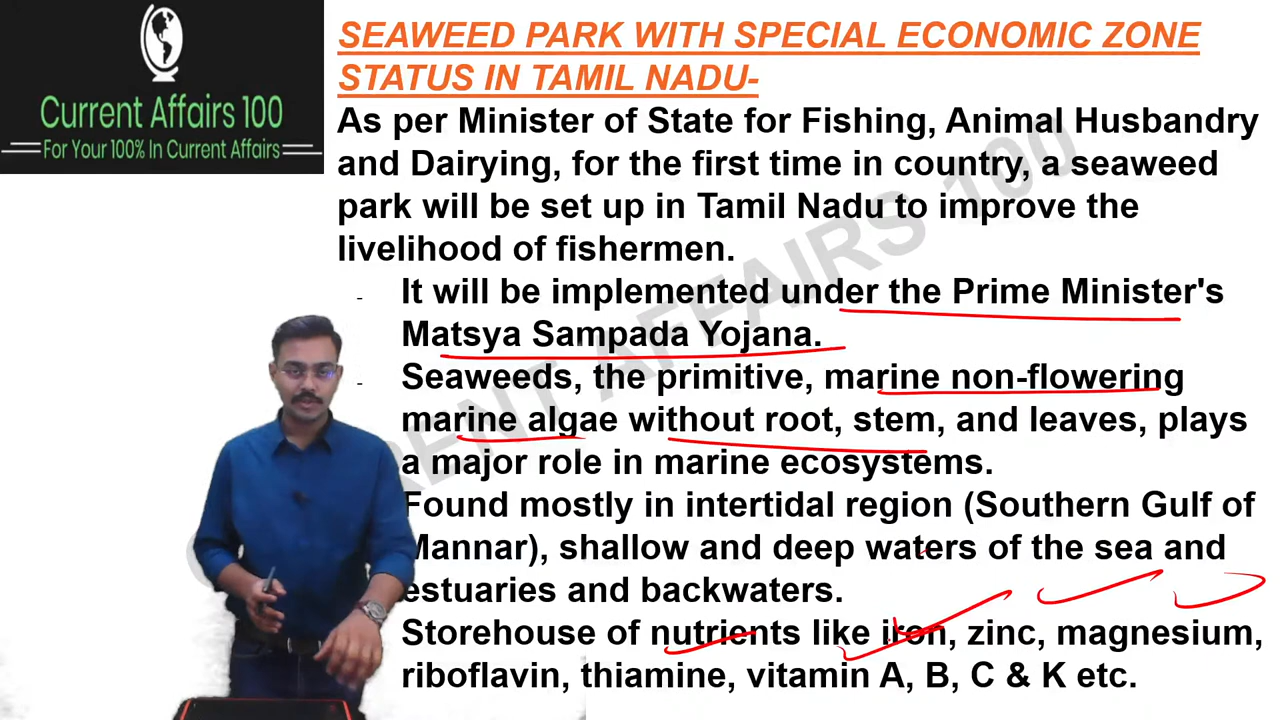 Current Affairs 100
For Your 100% In Current Affairs
SEAWEED PARK WITH SPECIAL ECONOMIC ZONE
STATUS IN TAMIL NADU-
As per Minister of State for Fishing, Animal Husbandry
and Dairying, for the first time in country, a seaweed
park will be set up in Tamil Nadu to improve the
livelihood of fishermen.
- It will be implemented under the Prime Minister's
Matsya Sampada Yojana.
- Seaweeds, the primitive, marine non-flowering
marine algae without root, stem, and leaves, plays
a major role in marine ecosystems.
Found mostly in intertidal region (Southern Gulf of
Mannar), shallow and deep waters of the sea and
estuaries and backwaters.
Storehouse of nutrients like iron, zinc, magnesium,
riboflavin, thiamine, vitamin A, B, C & K etc.
CURRENT AFFAIRS 100